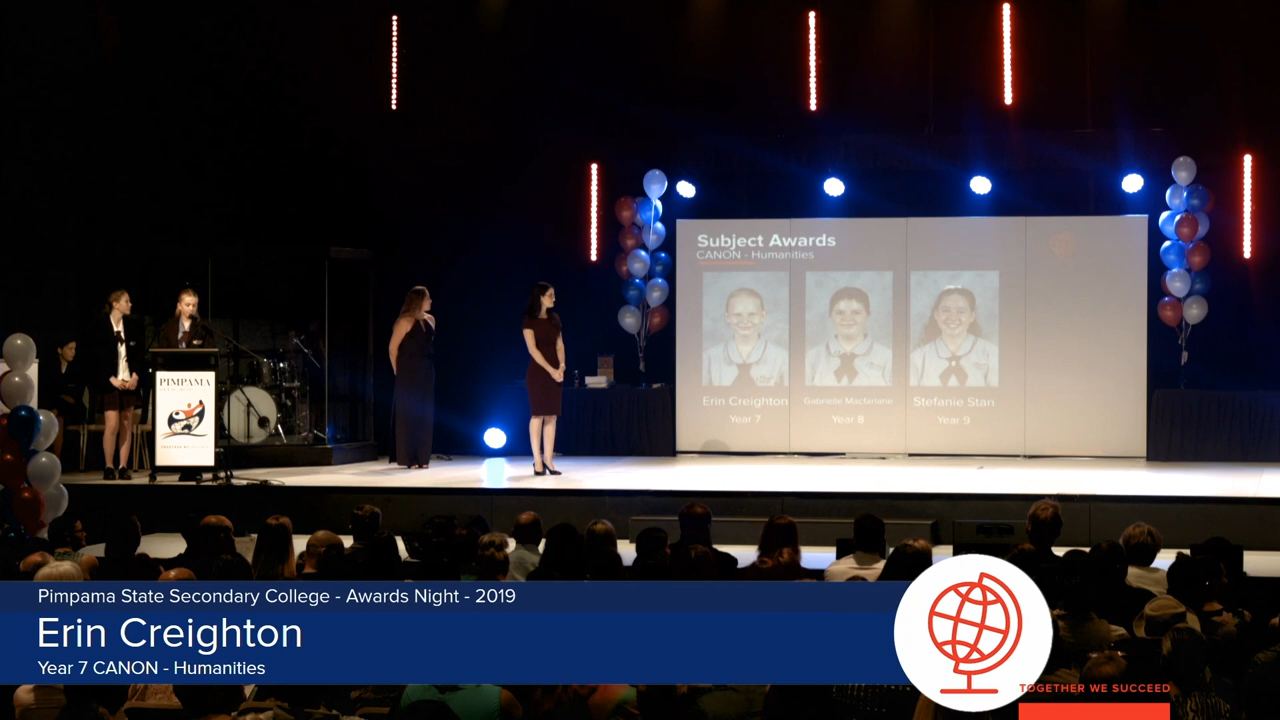 Subject Awards
CANON - Humanities
Erin Creighton
Gabrielle Macfarlane
Stefanie Stan
Year 7
Year 8
Year 9
PIMPAMA
Pimpama State Secondary College - Awards Night - 2019
Erin Creighton
Year 7 CANON - Humanities
TOGETHER WE SUCCEED